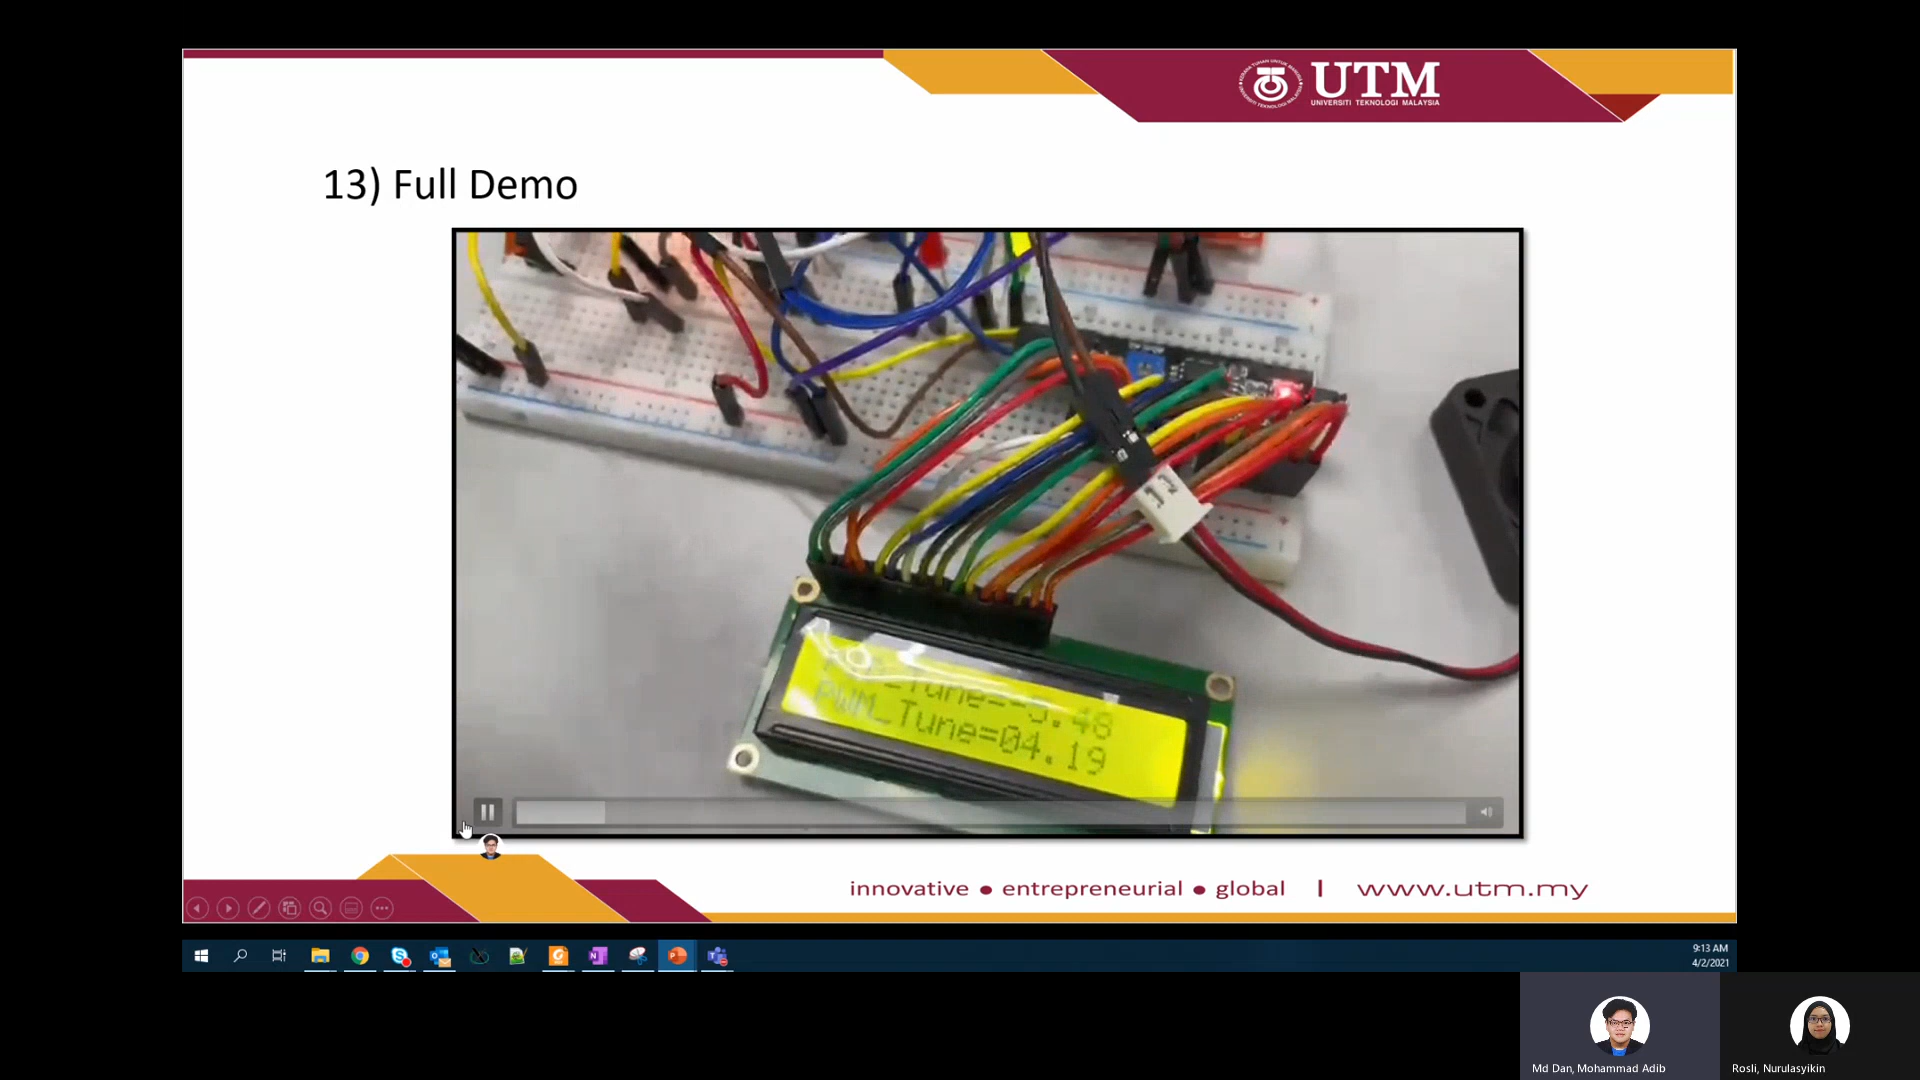 UTM
UNIVERSITI TEKNOLOGI MALAYSIA
13) Full Demo
PWM_Tune=04.19
innovative ● entrepreneurial ● global | www.utm.my
9:13 AM
4/2/2021
Md Dan, Mohammad Adib
Rosli, Nurulasyikin